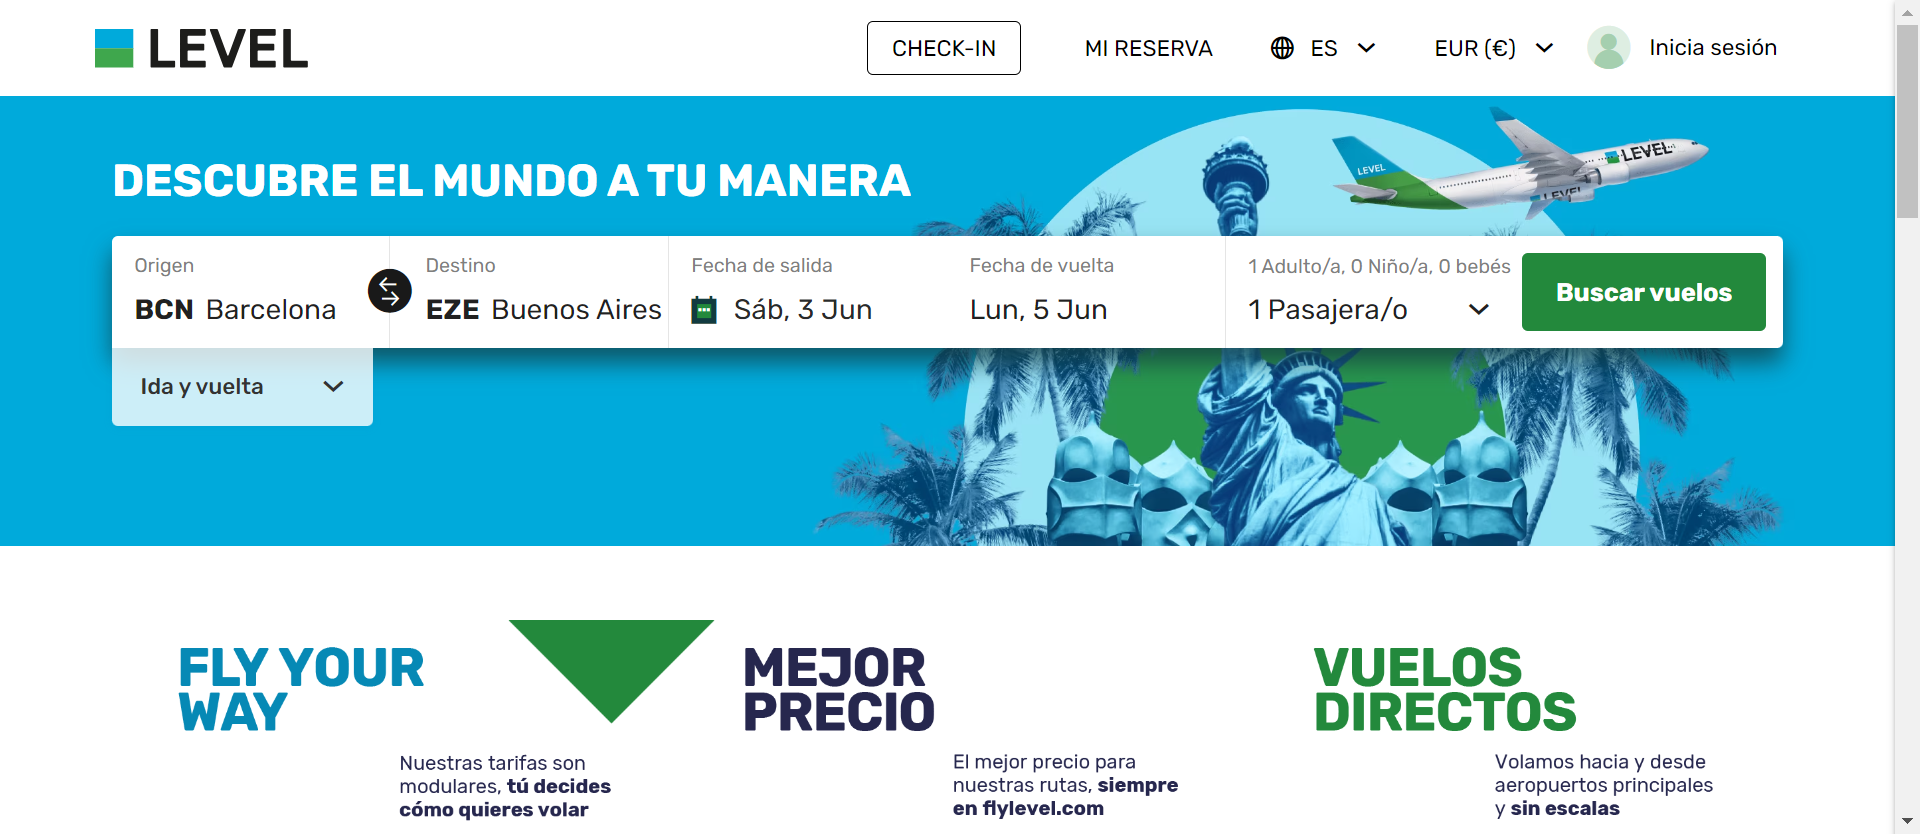 LEVEL
CHECK-IN
MI RESERVA
ES
EUR (€)
Inicia sesión
DESCUBRE EL MUNDO A TU MANERA
LEVEL
LEVEL
LEVEL
Origen
BCN Barcelona
Destino
EZE Buenos Aires
Fecha de salida
Sáb, 3 Jun
Fecha de vuelta
Lun, 5 Jun
1 Adulto/a, 0 Niño/a, 0 bebés
1 Pasajera/o
Buscar vuelos
Ida y vuelta
FLY YOUR
WAY
Nuestras tarifas son
modulares, tú decides
cómo quieres volar
MEJOR
PRECIO
El mejor precio para
nuestras rutas, siempre
en flylevel.com
VUELOS
DIRECTOS
Volamos hacia y desde
aeropuertos principales
y sin escalas